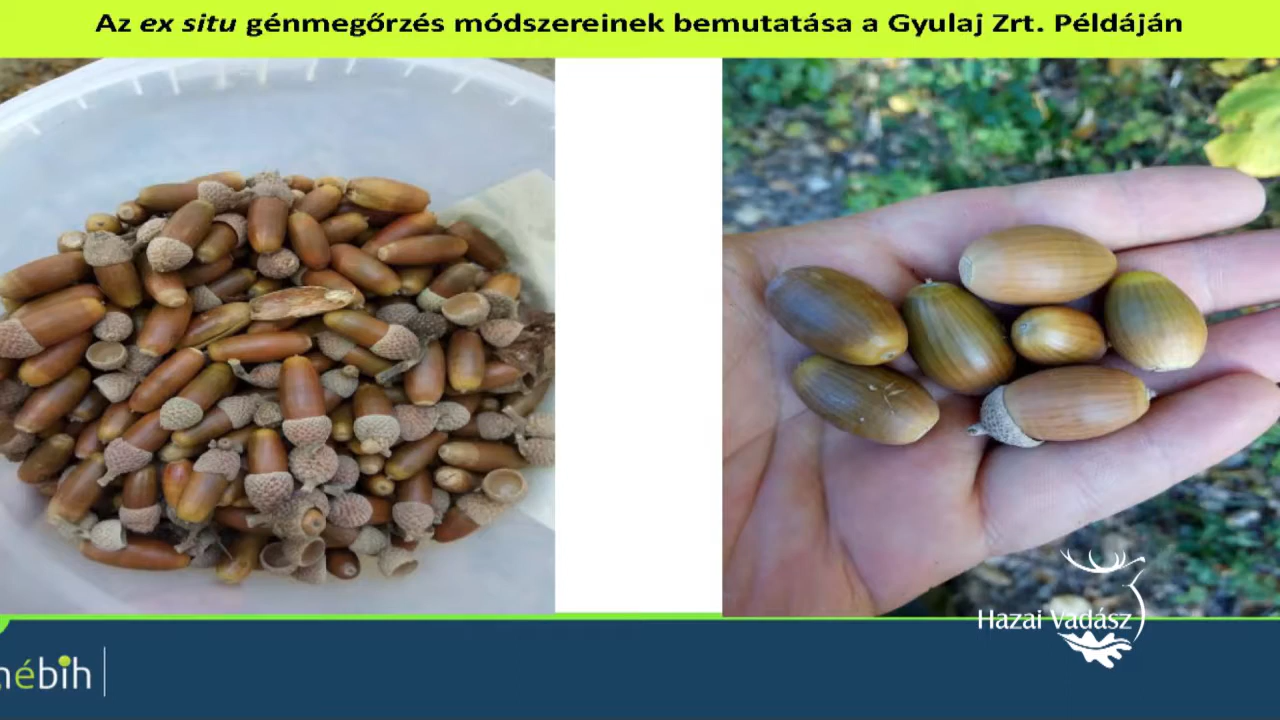 Az ex situ génmegőrzés módszereinek bemutatása a Gyulaj Zrt. Példáján
Hazai Vadász
nébih